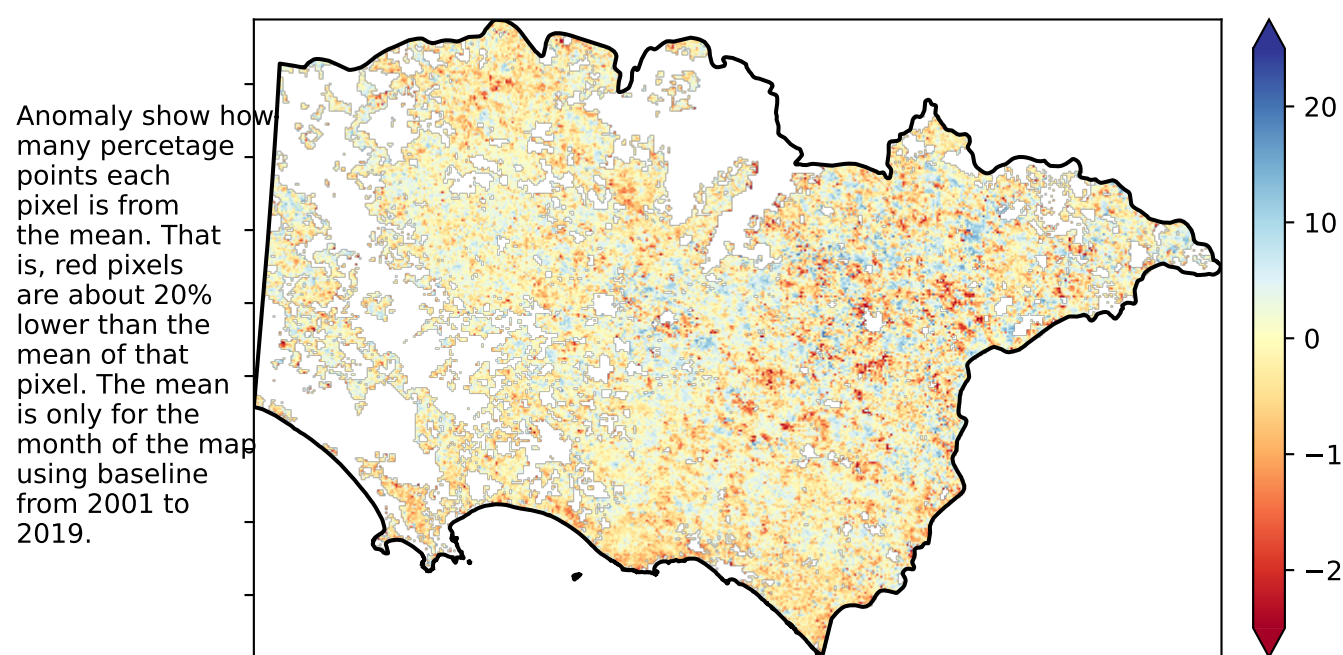 Anomaly show how
many percetage
points each
pixel is from
the mean. That
is, red pixels
are about 20%
lower than the
mean of that
pixel. The mean
is only for the
month of the map
using baseline
from 2001 to
2019.
20
10
0
−1
−2